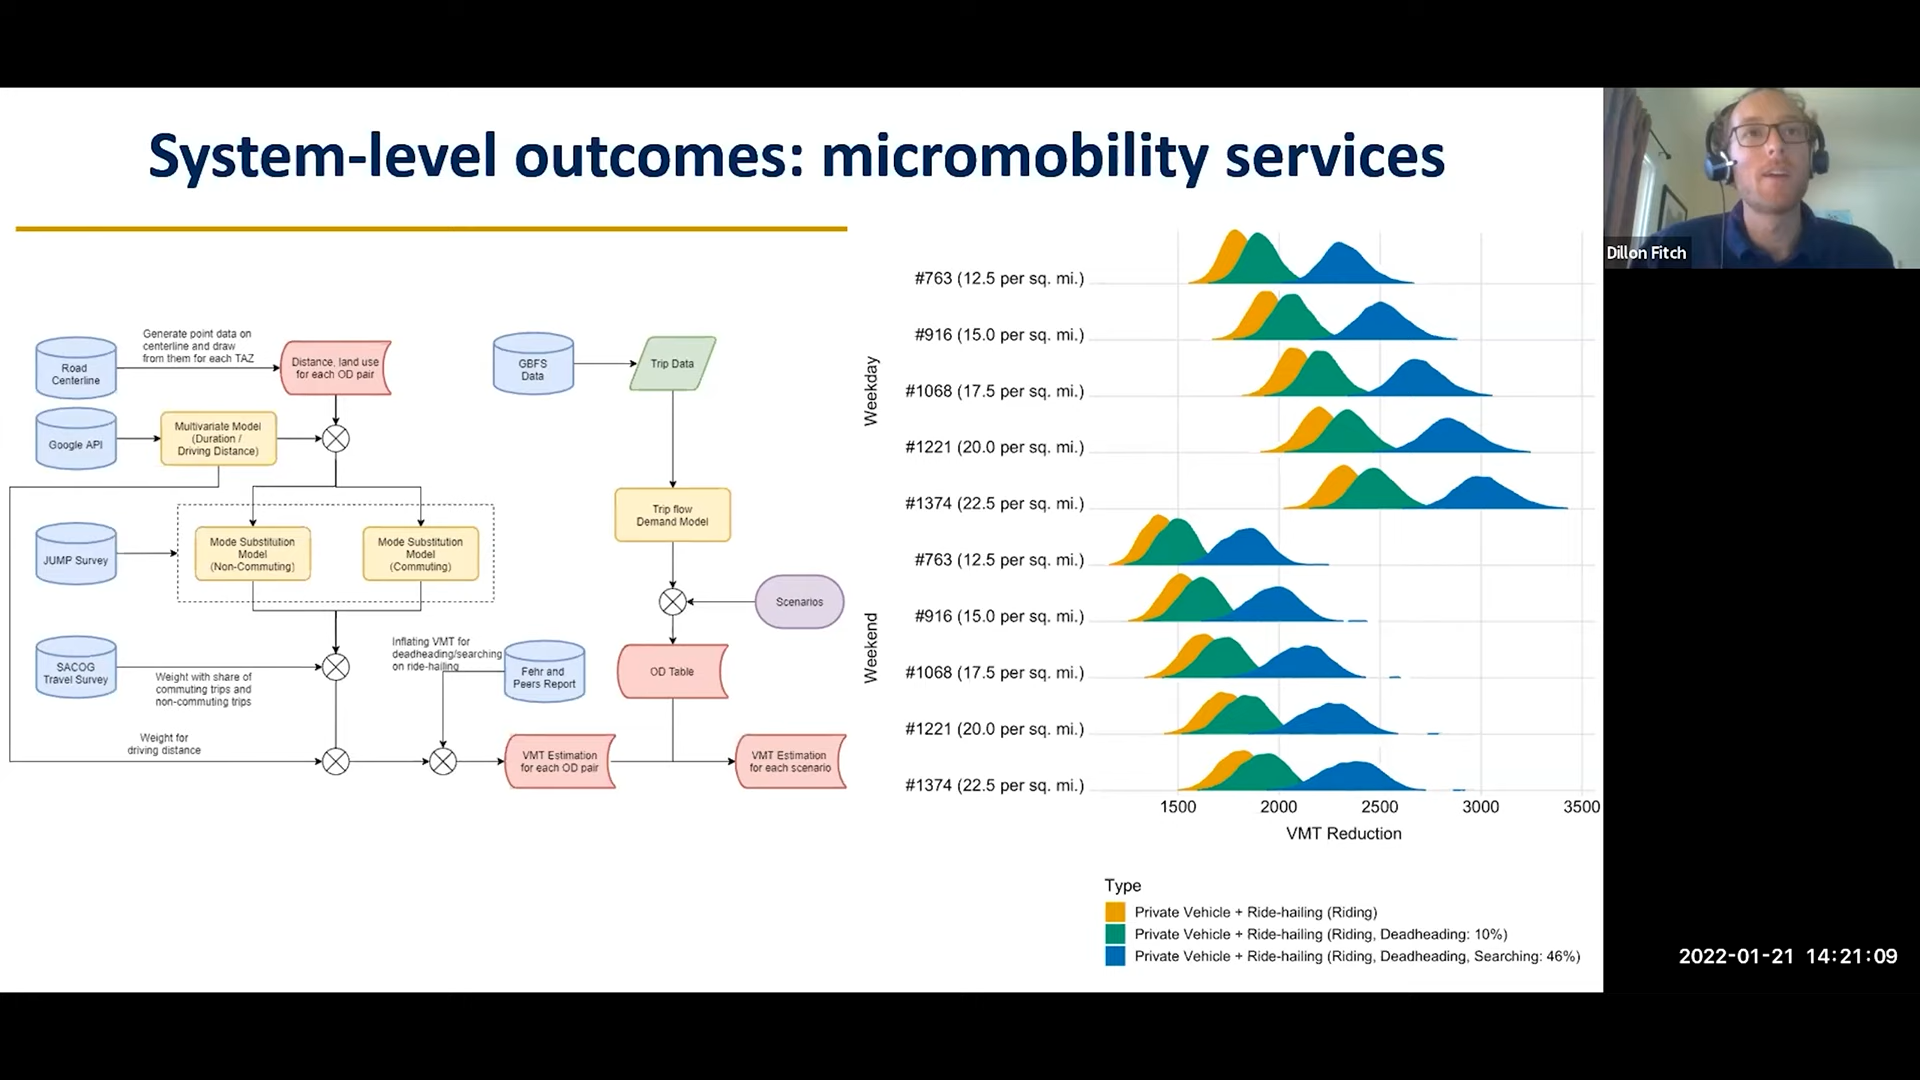 System-level outcomes: micromobility services
Dillon Fitch
Road
Centerline
Generate point data on
centerline and draw
from them for each TAZ
Distance, land use
for each OD pair
Google API
Multivariate Model
(Duration /
Driving Distance)
JUMP Survey
Mode Substitution
Model
(Non-Commuting)
Mode Substitution
Model
(Commuting)
SACOG
Travel Survey
Weight with share of
commuting trips and
non-commuting trips
Weight for
driving distance
Inflating VMT for
deadheading/searching
on ride-hailing
Fehr and
Peers Report
VMT Estimation
for each OD pair
GBFS
Data
Trip Data
Trip flow
Demand Model
Scenarios
OD Table
VMT Estimation
for each scenario
Weekday
#763 (12.5 per sq. mi.)
#916 (15.0 per sq. mi.)
#1068 (17.5 per sq. mi.)
#1221 (20.0 per sq. mi.)
#1374 (22.5 per sq. mi.)
Weekend
#763 (12.5 per sq. mi.)
#916 (15.0 per sq. mi.)
#1068 (17.5 per sq. mi.)
#1221 (20.0 per sq. mi.)
#1374 (22.5 per sq. mi.)
1500 2000 2500 3000 3500
VMT Reduction
Type
Private Vehicle + Ride-hailing (Riding)
Private Vehicle + Ride-hailing (Riding, Deadheading: 10%)
Private Vehicle + Ride-hailing (Riding, Deadheading, Searching: 46%)
2022-01-21 14:21:09